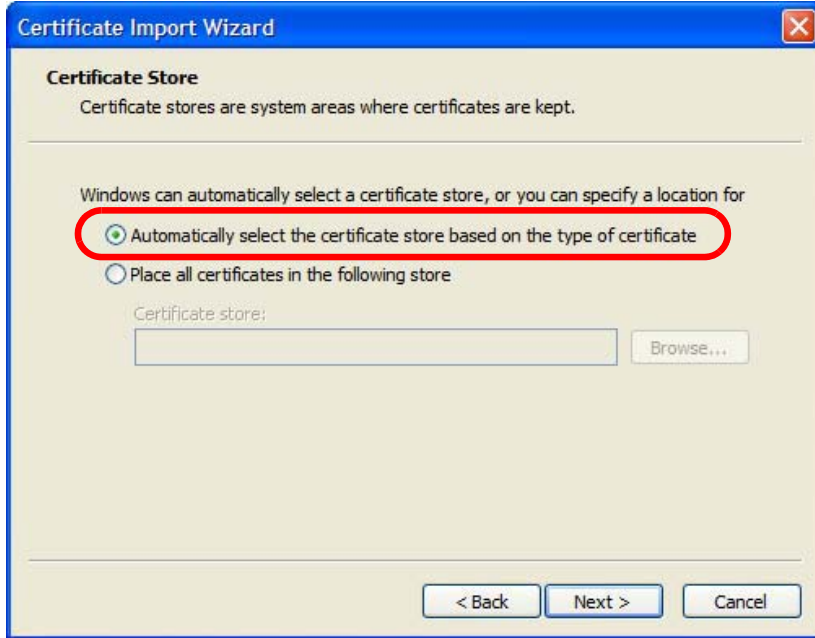 Certificate Import Wizard
Certificate Store
Certificate stores are system areas where certificates are kept.
Windows can automatically select a certificate store, or you can specify a location for
Automatically select the certificate store based on the type of certificate
Place all certificates in the following store
Certificate store:
Browse...
< Back
Next >
Cancel